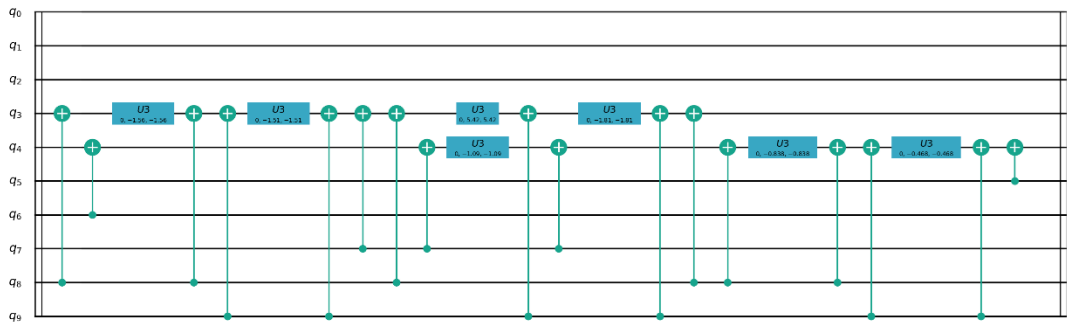 q0
q1
q2
q3
U3
0, −1.56, −1.56
U3
0, −1.51, −1.51
U3
0, 5.42, 5.42
U3
0, −1.81, −1.81
q4
U3
0, −1.09, −1.09
U3
0, −0.838, −0.838
U3
0, −0.468, −0.468
q5
q6
q7
q8
q9